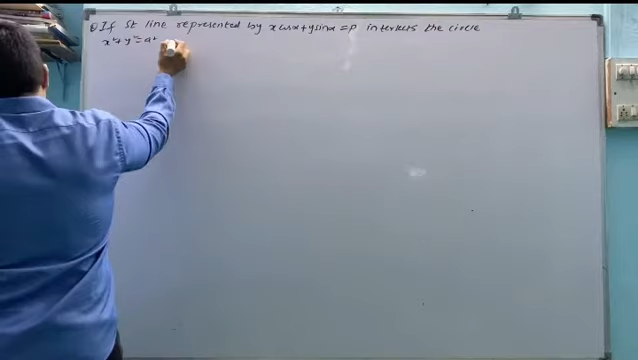 Q If St line represented by x cosα + y sinα = P intersects the circle
x² + y² = a²